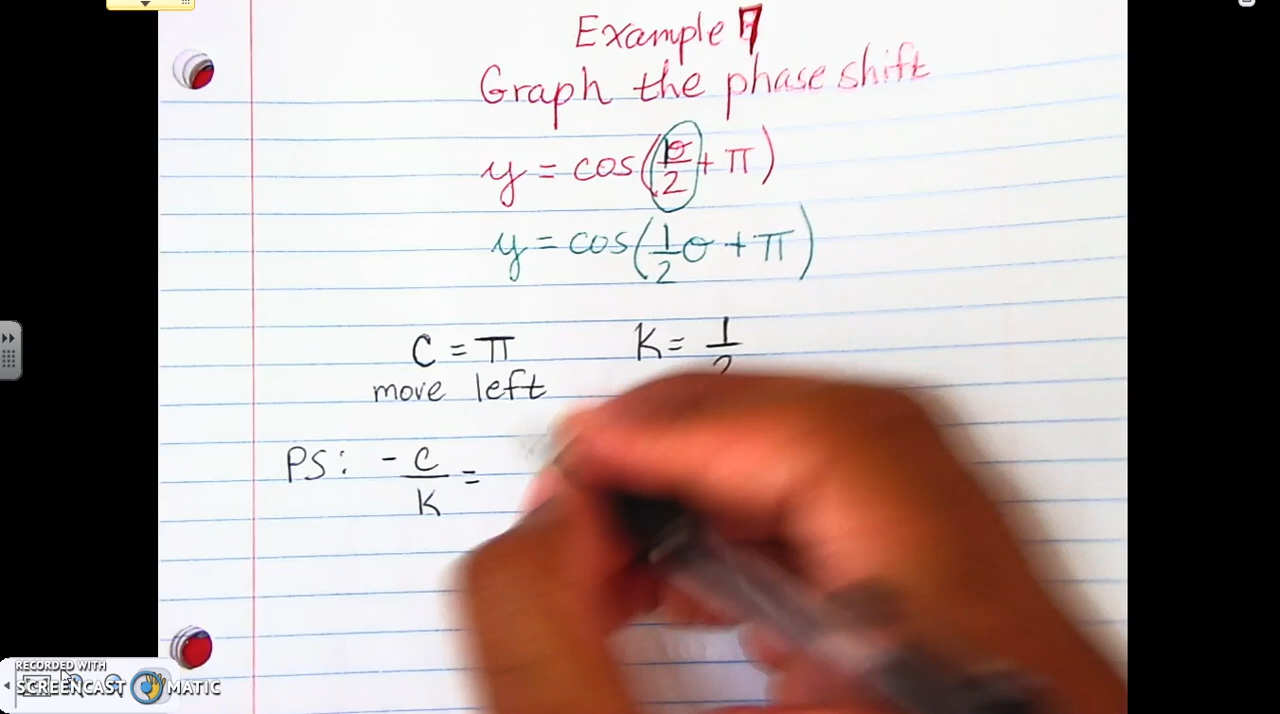 Example 7
Graph the phase shift
y = cos(θ/2 + π)
y = cos(1/2 θ + π)
C = π K = 1/2
move left
PS: - C/K =
RECORDED WITH
SCREENCAST MATIC